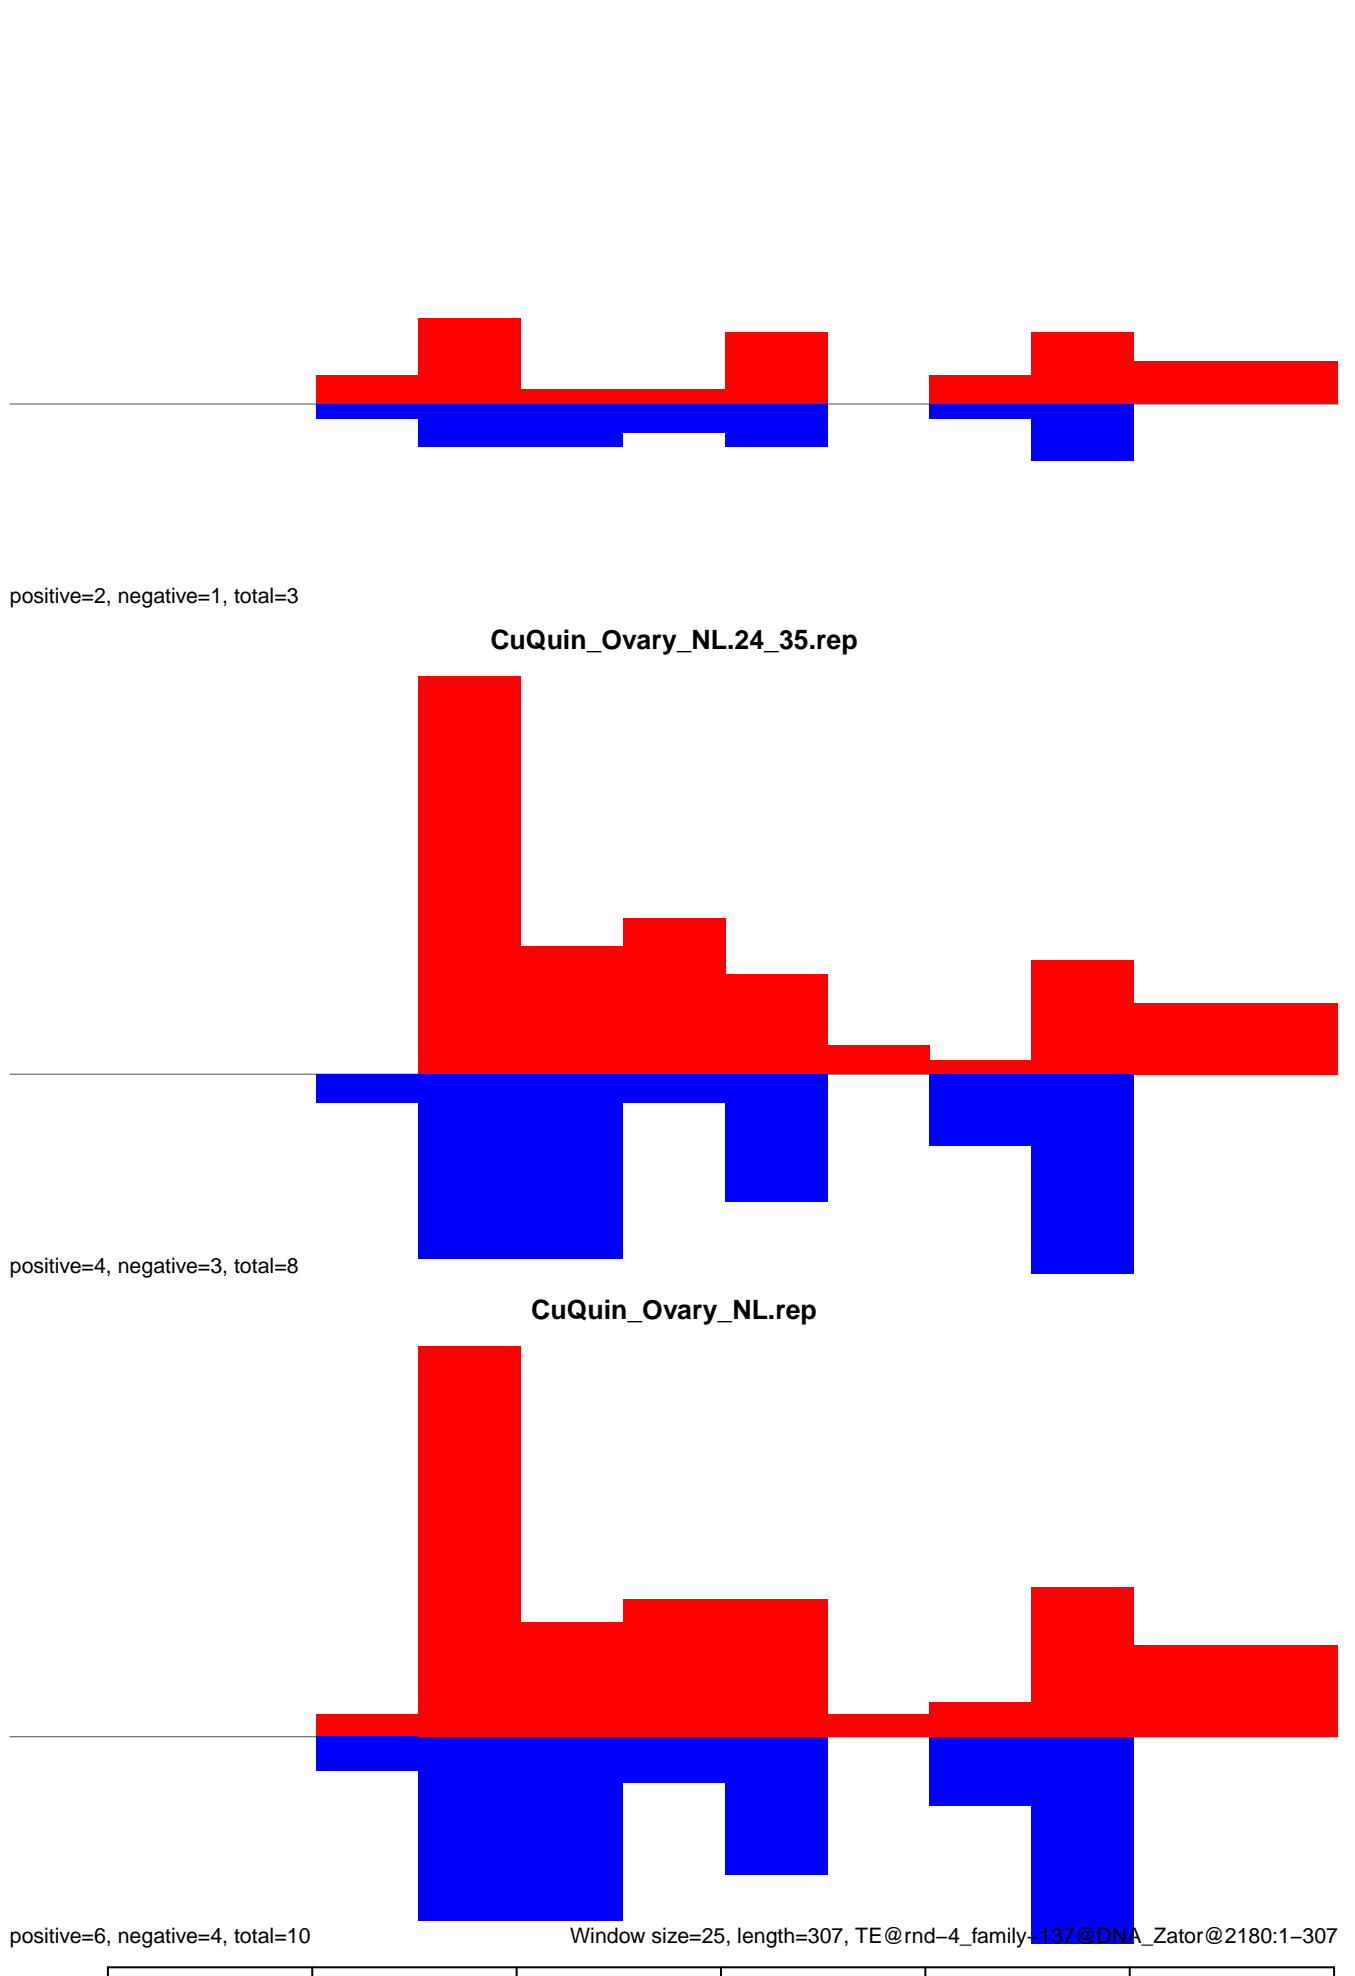 positive=2, negative=1, total=3
CuQuin_Ovary_NL.24_35.rep
positive=4, negative=3, total=8
CuQuin_Ovary_NL.rep
positive=6, negative=4, total=10
Window size=25, length=307, TE@rnd−4_family−137@DNA_Zator@2180:1−307